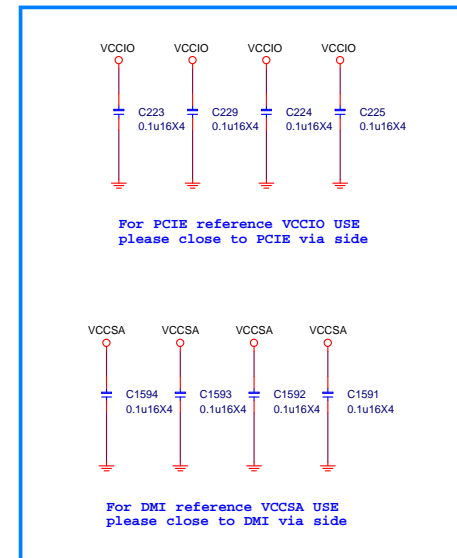 VCCIO VCCIO VCCIO VCCIO
C223 C229 C224 C225
0.1u16X4 0.1u16X4 0.1u16X4 0.1u16X4
For PCIE reference VCCIO USE
please close to PCIE via side
VCCSA VCCSA VCCSA VCCSA
C1594 C1593 C1592 C1591
0.1u16X4 0.1u16X4 0.1u16X4 0.1u16X4
For DMI reference VCCSA USE
please close to DMI via side